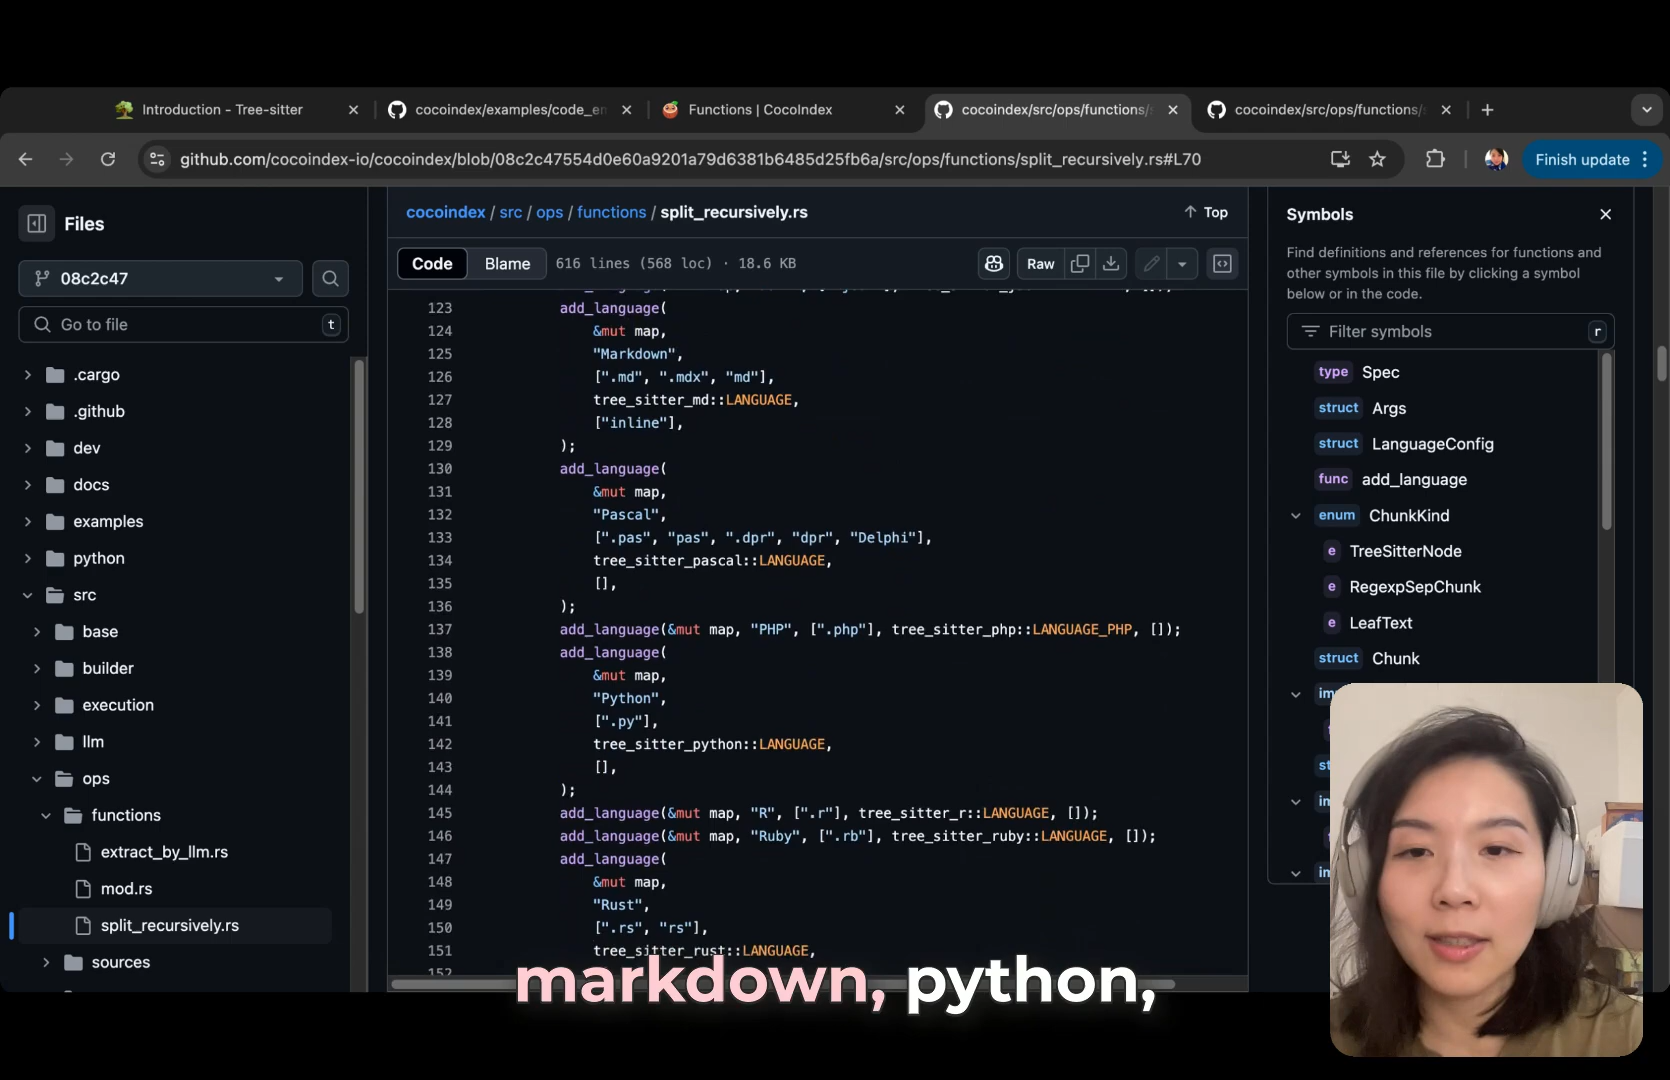 Introduction - Tree-sitter
cocoindex/examples/code_em
Functions | CocoIndex
cocoindex/src/ops/functions/s
cocoindex/src/ops/functions/s
github.com/cocoindex-io/cocoindex/blob/08c2c47554d0e60a9201a79d6381b6485d25fb6a/src/ops/functions/split_recursively.rs#L70
Finish update
Files
08c2c47
Go to file
t
.cargo
.github
dev
docs
examples
python
src
base
builder
execution
llm
ops
functions
extract_by_llm.rs
mod.rs
split_recursively.rs
sources
cocoindex / src / ops / functions / split_recursively.rs
Top
Code
Blame
616 lines (568 loc) · 18.6 KB
Raw
123 add_language(
124 &mut map,
125 "Markdown",
126 [".md", ".mdx", "md"],
127 tree_sitter_md::LANGUAGE,
128 ["inline"],
129 );
130 add_language(
131 &mut map,
132 "Pascal",
133 [".pas", "pas", ".dpr", "dpr", "Delphi"],
134 tree_sitter_pascal::LANGUAGE,
135 [],
136 );
137 add_language(&mut map, "PHP", [".php"], tree_sitter_php::LANGUAGE_PHP, []);
138 add_language(
139 &mut map,
140 "Python",
141 [".py"],
142 tree_sitter_python::LANGUAGE,
143 [],
144 );
145 add_language(&mut map, "R", [".r"], tree_sitter_r::LANGUAGE, []);
146 add_language(&mut map, "Ruby", [".rb"], tree_sitter_ruby::LANGUAGE, []);
147 add_language(
148 &mut map,
149 "Rust",
150 [".rs", "rs"],
151 tree_sitter_rust::LANGUAGE,
152
Symbols
Find definitions and references for functions and
other symbols in this file by clicking a symbol
below or in the code.
Filter symbols
r
type Spec
struct Args
struct LanguageConfig
func add_language
enum ChunkKind
e TreeSitterNode
e RegexpSepChunk
e LeafText
struct Chunk
markdown, python,